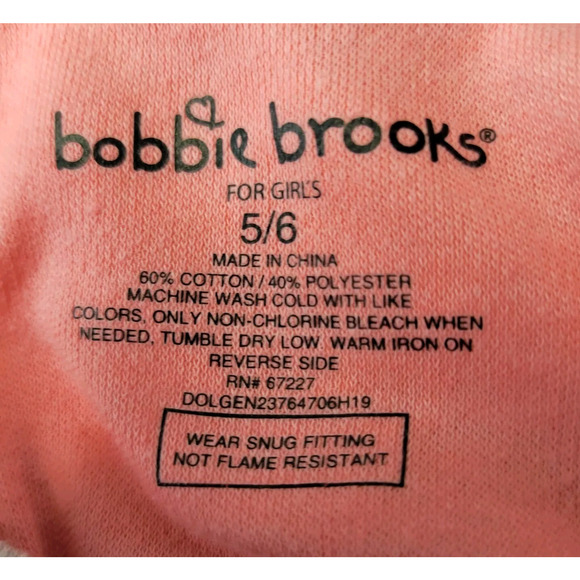 bobbie brooks®
FOR GIRLS
5/6
MADE IN CHINA
60% COTTON / 40% POLYESTER
MACHINE WASH COLD WITH LIKE
COLORS, ONLY NON-CHLORINE BLEACH WHEN
NEEDED, TUMBLE DRY LOW. WARM IRON ON
REVERSE SIDE
RN# 67227
DOLGEN23764706H19
WEAR SNUG FITTING
NOT FLAME RESISTANT